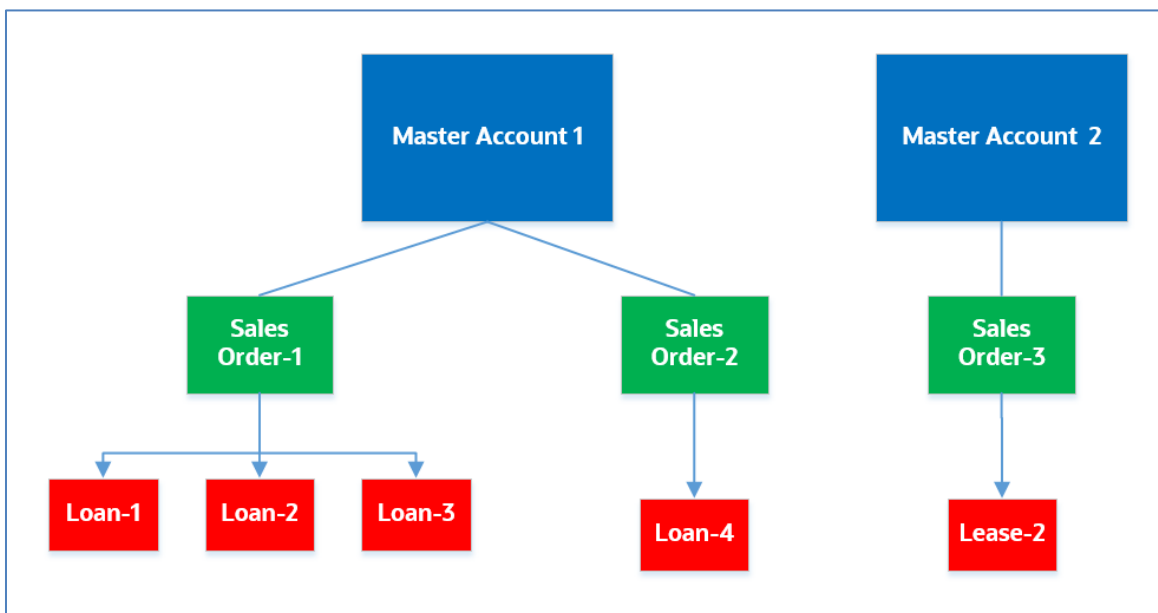 Master Account 1
Master Account 2
Sales
Order-1
Sales
Order-2
Sales
Order-3
Loan-1
Loan-2
Loan-3
Loan-4
Lease-2